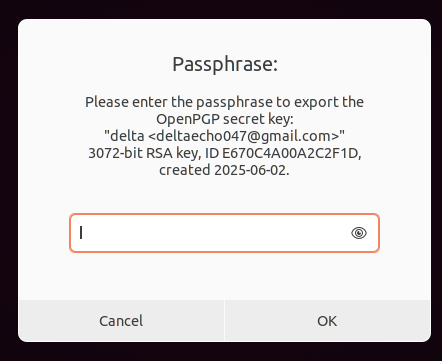 Passphrase:
Please enter the passphrase to export the
OpenPGP secret key:
"delta <deltaecho047@gmail.com>"
3072-bit RSA key, ID E670C4A00A2C2F1D,
created 2025-06-02.
Cancel
OK